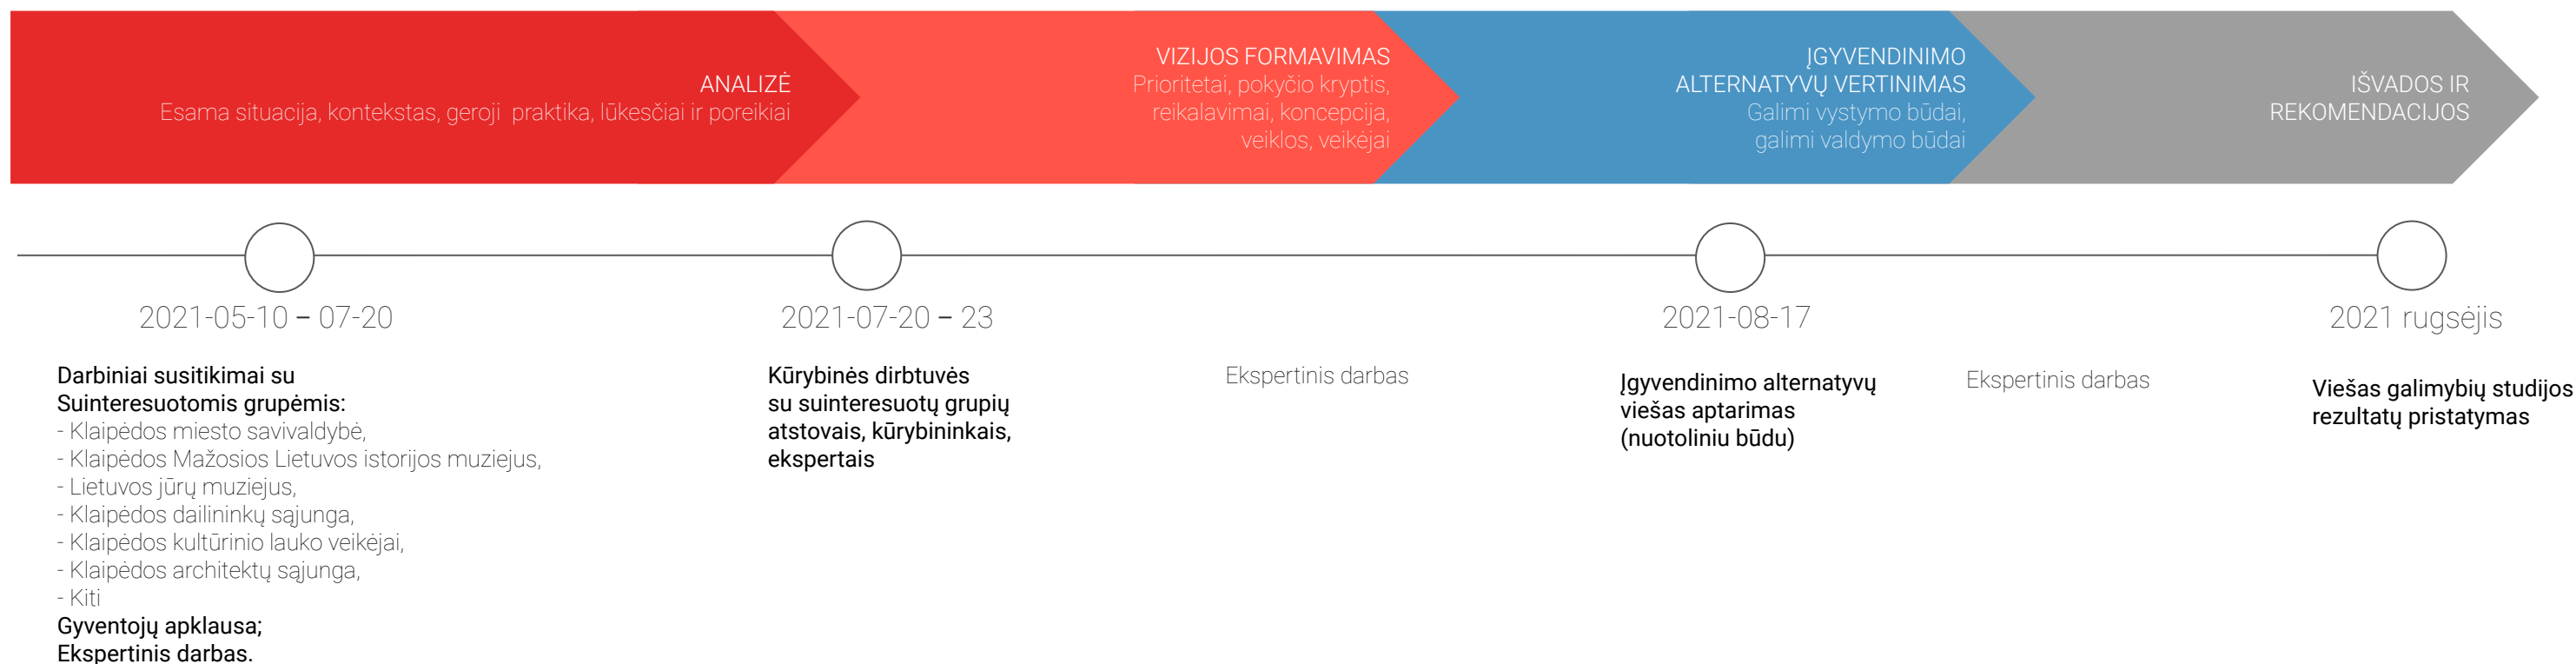 ANALIZĖ
Esama situacija, kontekstas, geroji  praktika, lūkesčiai ir poreikiai
VIZIJOS FORMAVIMAS
Prioritetai, pokyčio kryptis,
reikalavimai, koncepcija,
veiklos, veikėjai
ĮGYVENDINIMO
ALTERNATYVŲ VERTINIMAS
Galimi vystymo būdai,
galimi valdymo būdai
IŠVADOS IR
REKOMENDACIJOS
2021-05-10 – 07-20
Darbiniai susitikimai su
Suinteresuotomis grupėmis:
- Klaipėdos miesto savivaldybė,
- Klaipėdos Mažosios Lietuvos istorijos muziejus,
- Lietuvos jūrų muziejus,
- Klaipėdos dailininkų sąjunga,
- Klaipėdos kultūrinio lauko veikėjai,
- Klaipėdos architektų sąjunga,
- Kiti
Gyventojų apklausa;
Ekspertinis darbas.
2021-07-20 – 23
Kūrybinės dirbtuvės
su suinteresuotų grupių
atstovais, kūrybininkais,
ekspertais
Ekspertinis darbas
2021-08-17
Įgyvendinimo alternatyvų
viešas aptarimas
(nuotoliniu būdu)
Ekspertinis darbas
2021 rugsėjis
Viešas galimybių studijos
rezultatų pristatymas